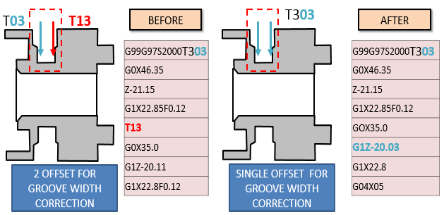 T03 T13
BEFORE
G99G97S2000T303
G0X46.35
Z-21.15
G1X22.85F0.12
T13
G0X35.0
G1Z-20.11
G1X22.8F0.12
2 OFFSET FOR
GROOVE WIDTH
CORRECTION
T303
AFTER
G99G97S2000T303
G0X46.35
Z-21.15
G1X22.85F0.12
GOX35.0
G1Z-20.03
G1X22.8
G04X05
SINGLE OFFSET FOR
GROOVE WIDTH
CORRECTION